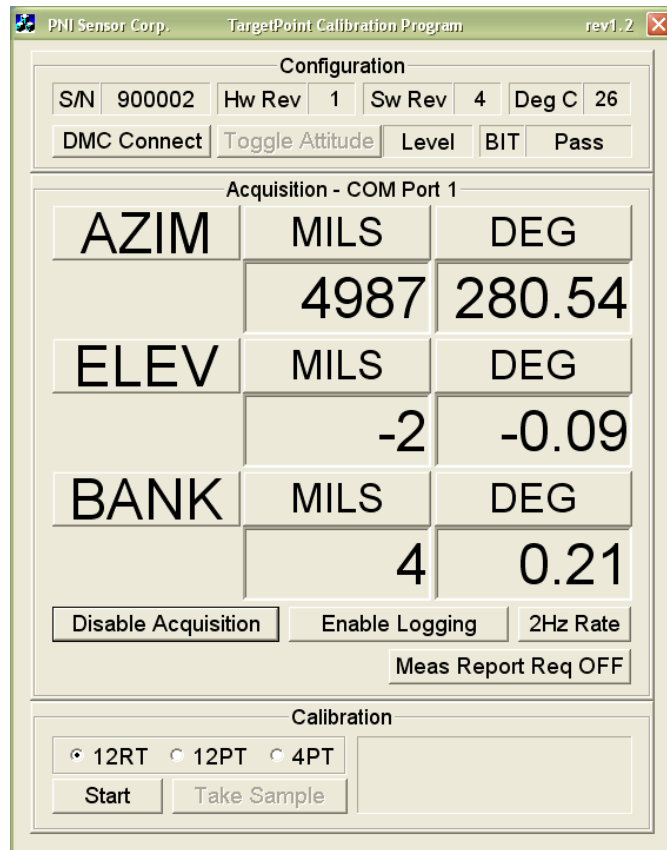 PNI Sensor Corp. TargetPoint Calibration Program rev1.2
Configuration
S/N 900002 Hw Rev 1 Sw Rev 4 Deg C 26
DMC Connect Toggle Attitude Level BIT Pass
Acquisition - COM Port 1
AZIM MILS DEG
4987 280.54
ELEV MILS DEG
-2 -0.09
BANK MILS DEG
4 0.21
Disable Acquisition Enable Logging 2Hz Rate
Meas Report Req OFF
Calibration
12RT 12PT 4PT
Start Take Sample